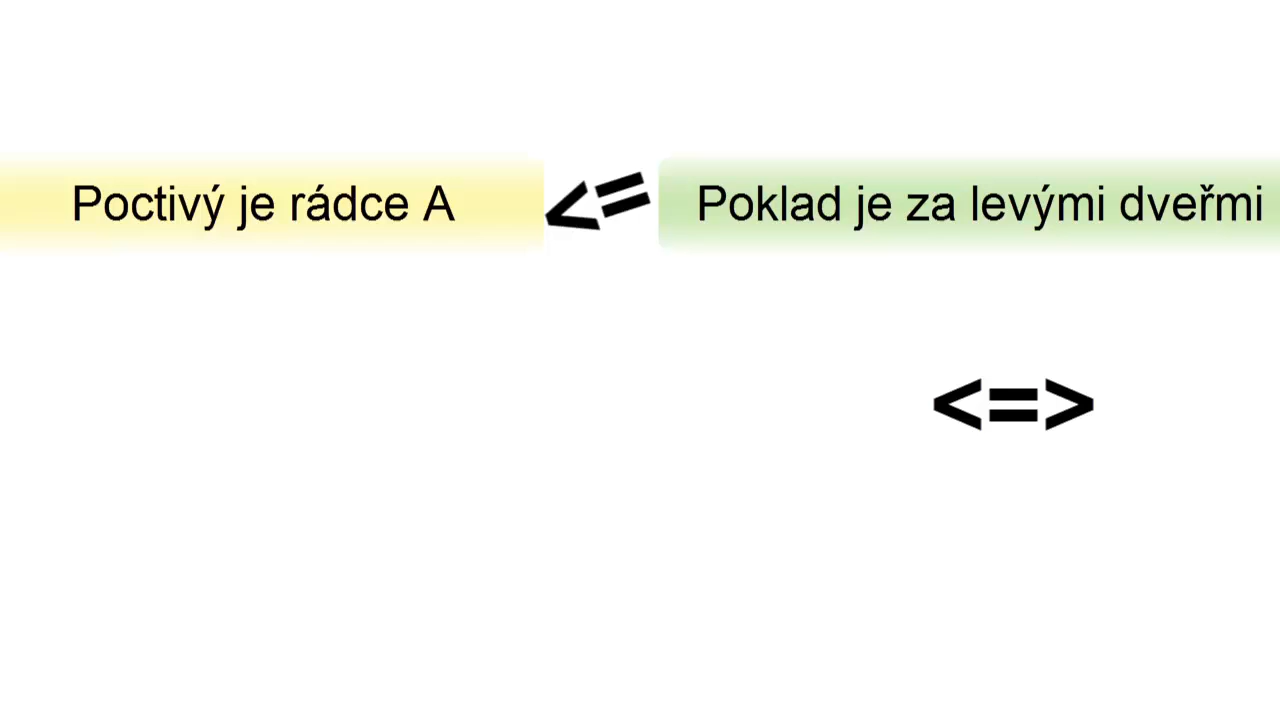 Poctivý je rádce A <= Poklad je za levými dveřmi
<=>